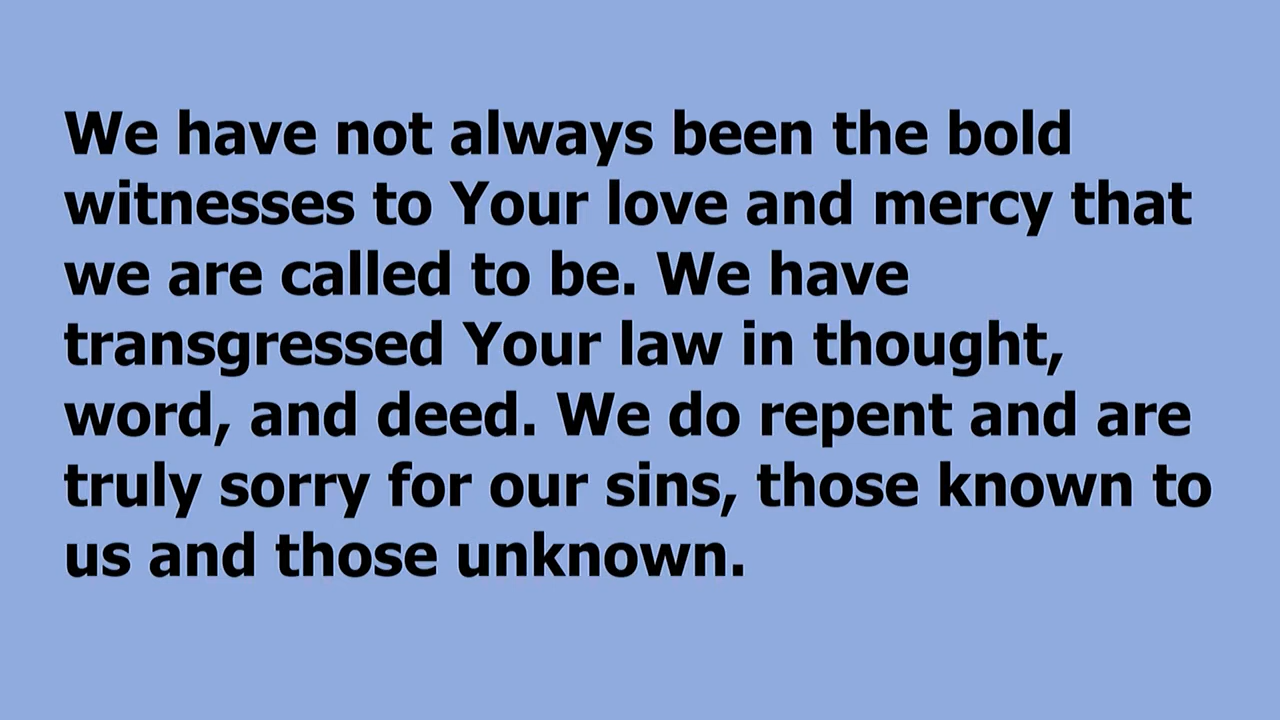 We have not always been the bold
witnesses to Your love and mercy that
we are called to be. We have
transgressed Your law in thought,
word, and deed. We do repent and are
truly sorry for our sins, those known to
us and those unknown.